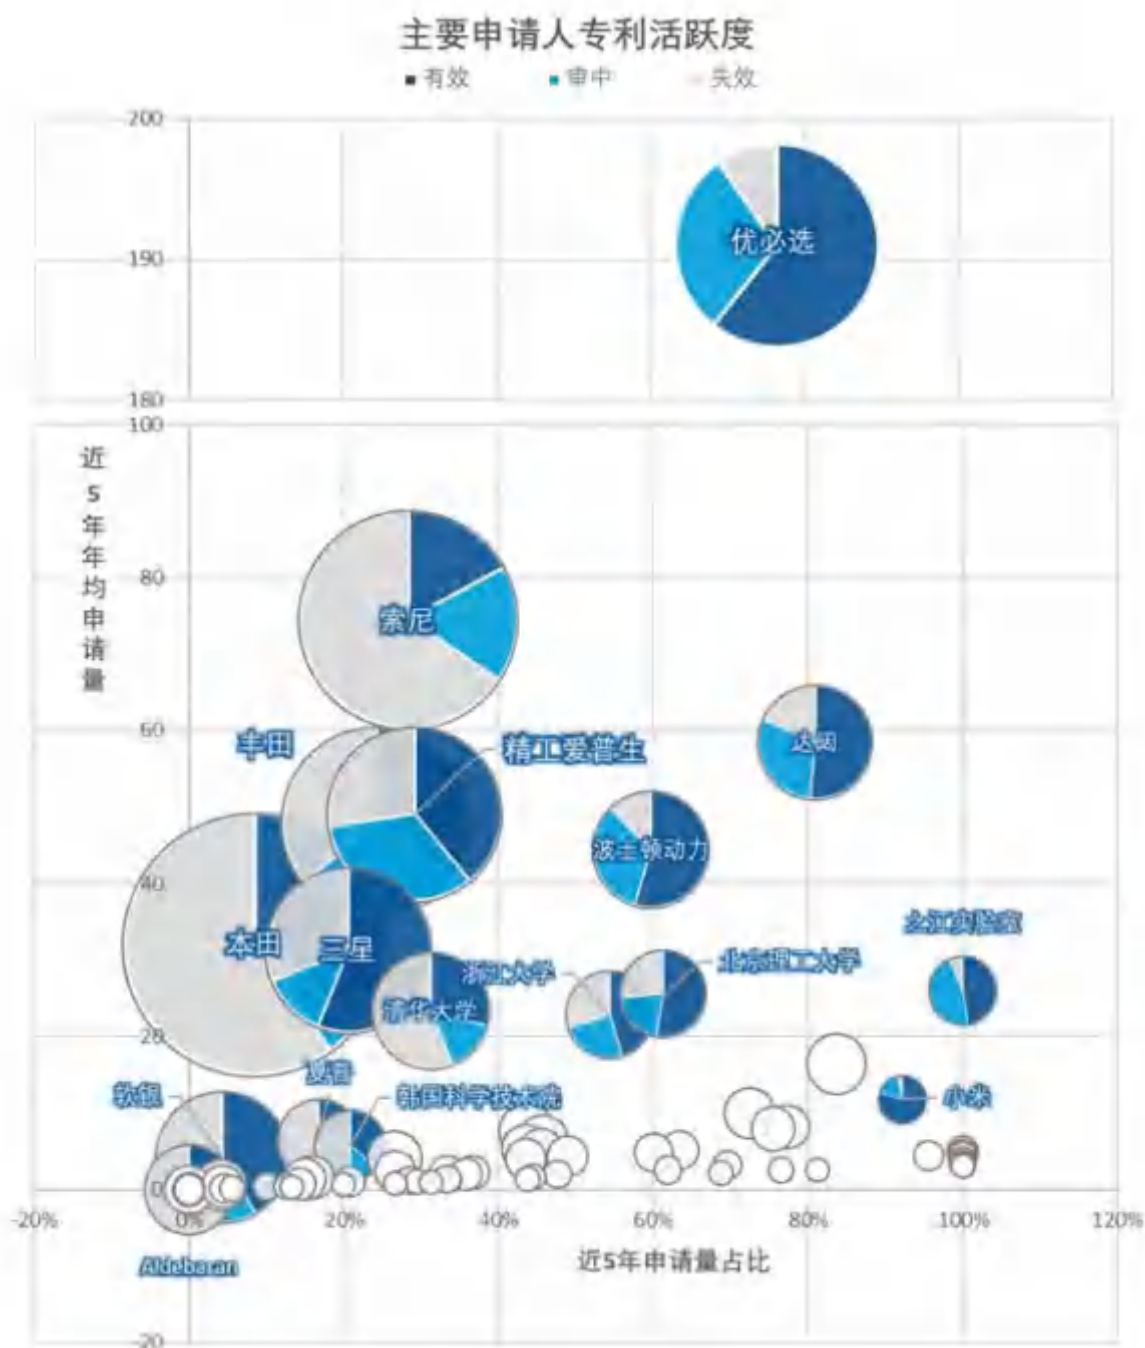 主要申请人专利活跃度
有效 审中 失效
200
190
180
100
80
60
40
20
0
-20
近5年年均申请量
优必选
索尼
丰田
精工爱普生
达闼
波士顿动力
本田
三星
之江实验室
清华大学
浙江大学
北京理工大学
夏普
软银
韩国科学技术院
小米
Aldebaran
-20% 0% 20% 40% 60% 80% 100% 120%
近5年申请量占比